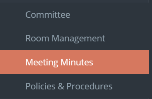 Committee
Room Management
Meeting Minutes
Policies & Procedures